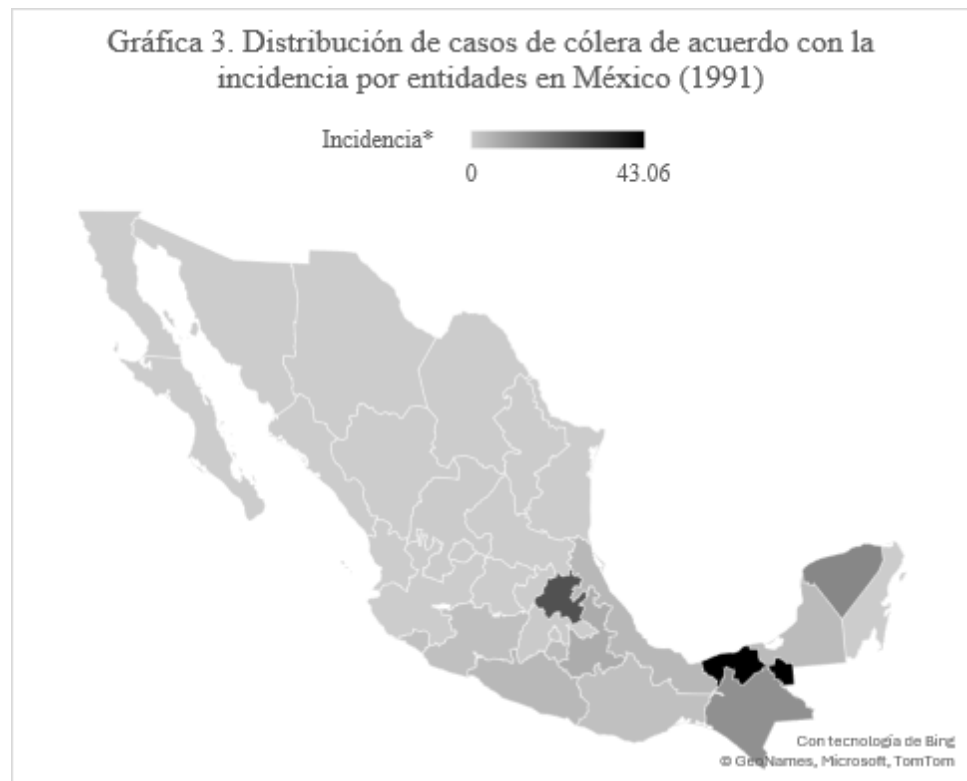 Gráfica 3. Distribución de casos de cólera de acuerdo con la
incidencia por entidades en México (1991)
Incidencia*
0 43.06
Con tecnología de Bing
© GeoNames, Microsoft, TomTom